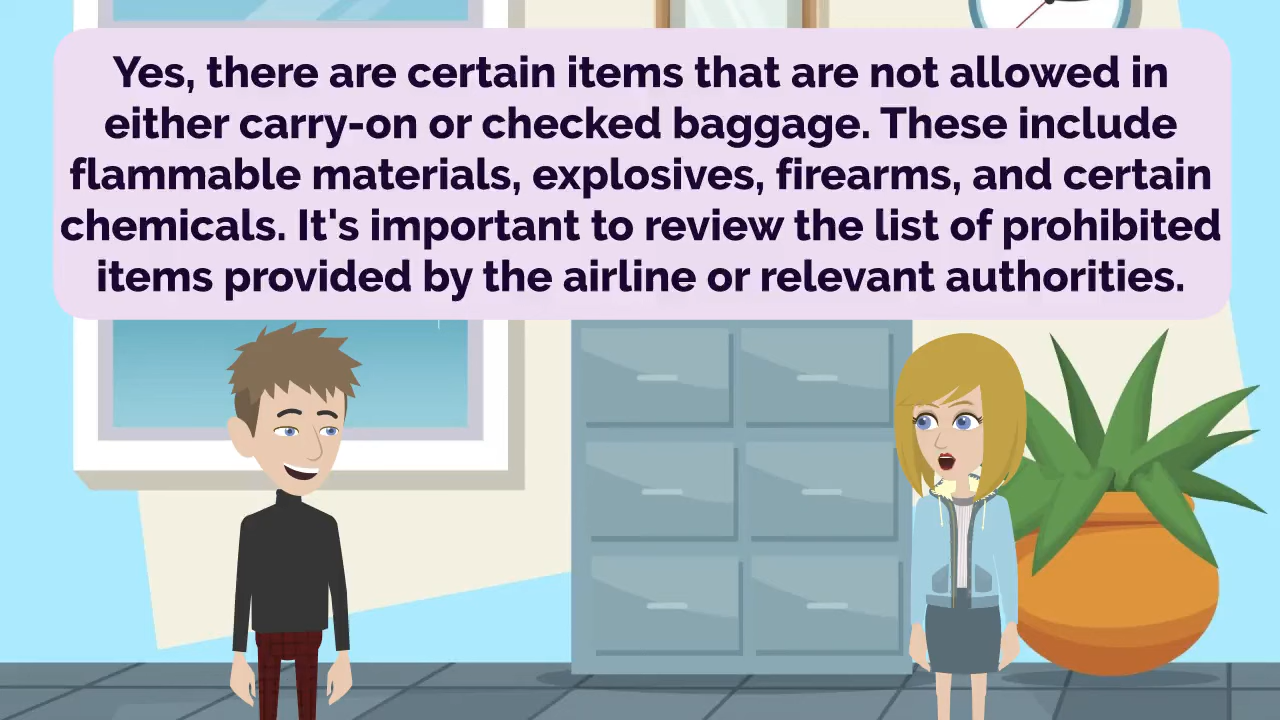 Yes, there are certain items that are not allowed in
either carry-on or checked baggage. These include
flammable materials, explosives, firearms, and certain
chemicals. It's important to review the list of prohibited
items provided by the airline or relevant authorities.